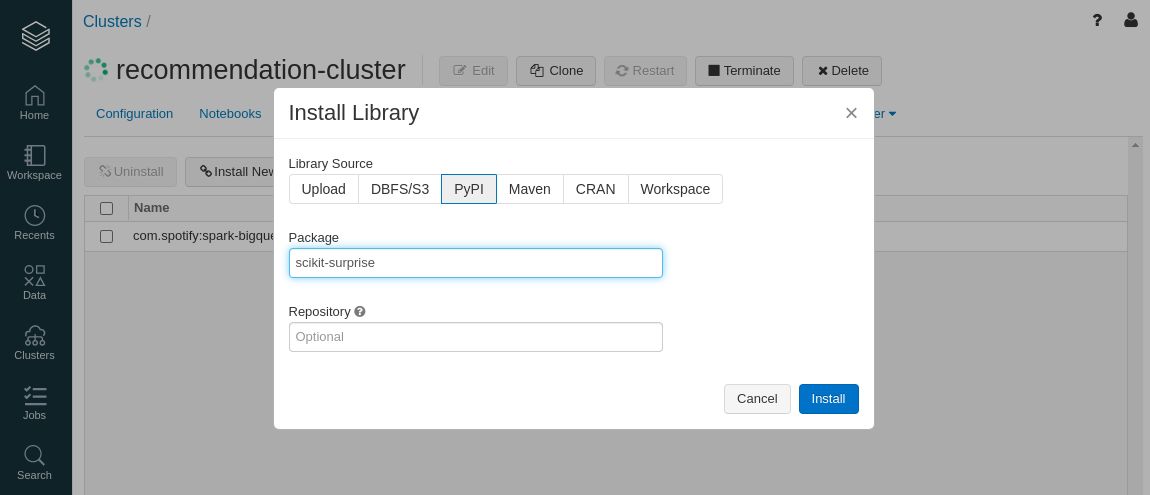 Clusters /
?
recommendation-cluster
Edit
Clone
Restart
Terminate
Delete
Home
Configuration
Notebooks
Install Library
Workspace
Library Source
Uninstall
Install New
Upload
DBFS/S3
PyPI
Maven
CRAN
Workspace
Name
Recents
Package
com.spotify:spark-bigque
scikit-surprise
Data
Repository
Optional
Clusters
Cancel
Install
Jobs
Search